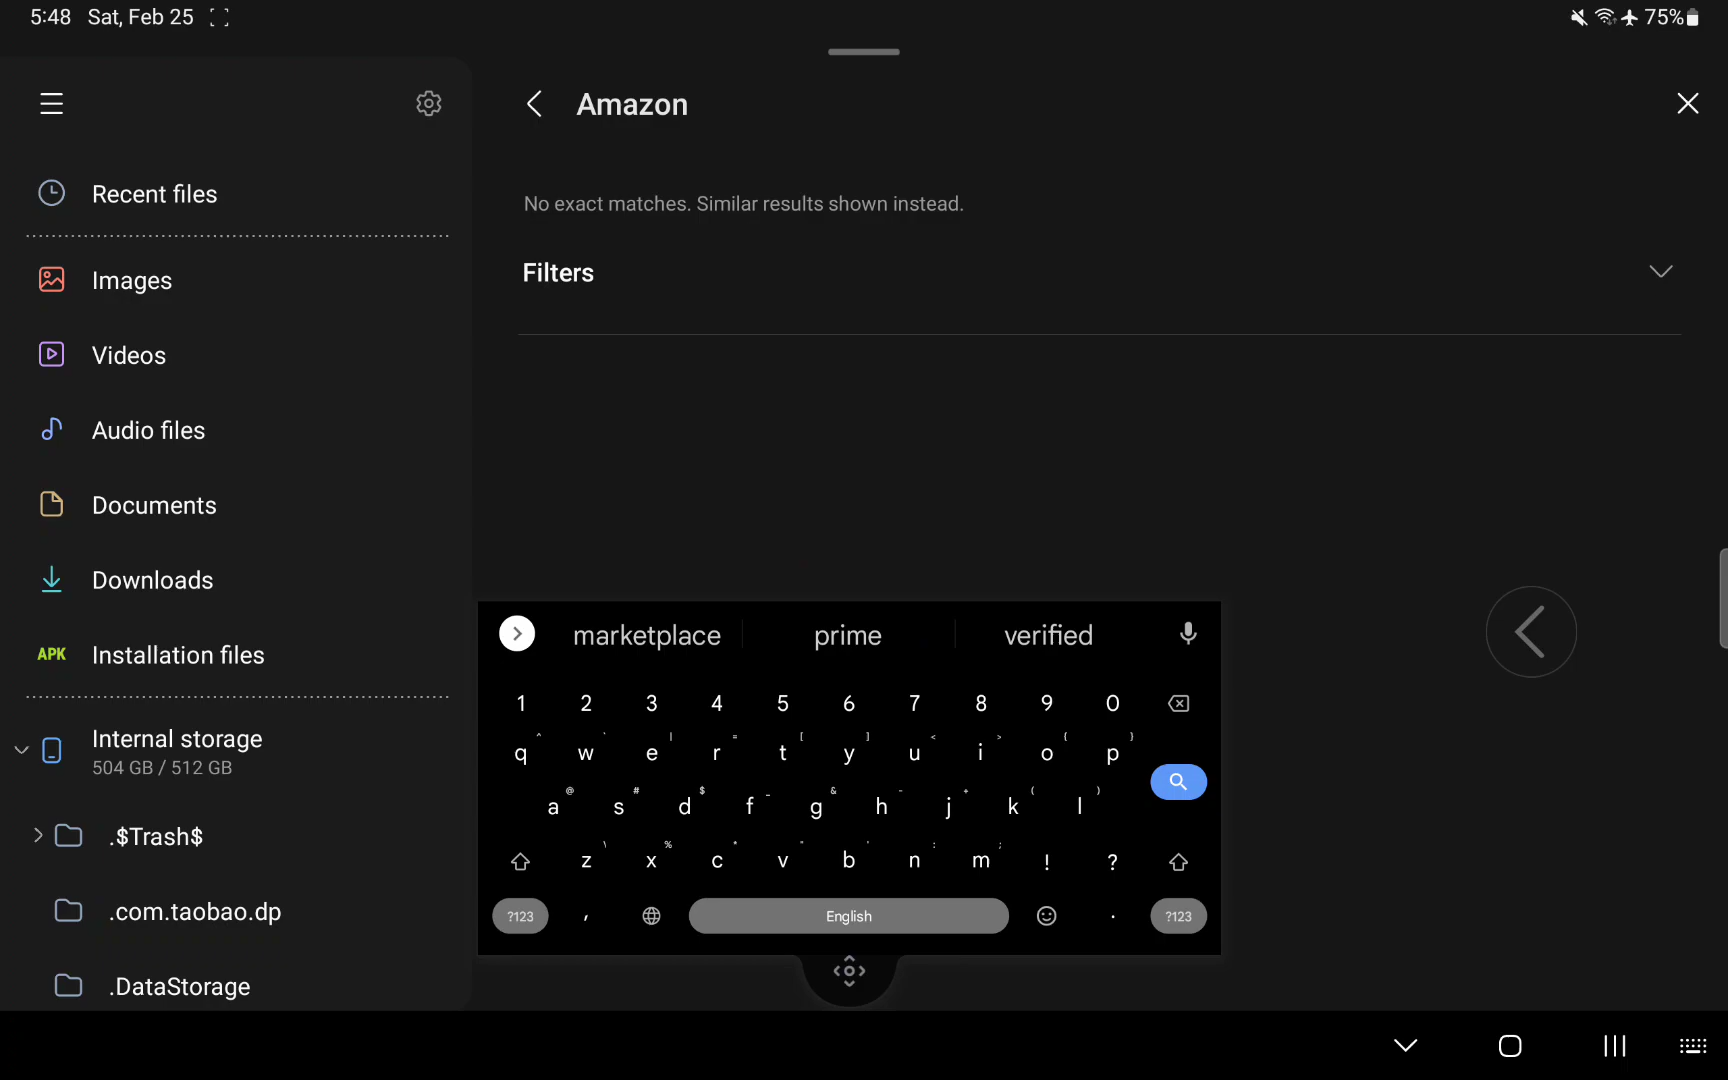 5:48 Sat, Feb 25
75%
Amazon
No exact matches. Similar results shown instead.
Filters
Recent files
Images
Videos
Audio files
Documents
Downloads
APK Installation files
Internal storage
504 GB / 512 GB
.$Trash$
.com.taobao.dp
.DataStorage
marketplace prime verified
1 2 3 4 5 6 7 8 9 0
q w e r t y u i o p
a s d f g h j k l
z x c v b n m ! ?
?123 , English . ?123